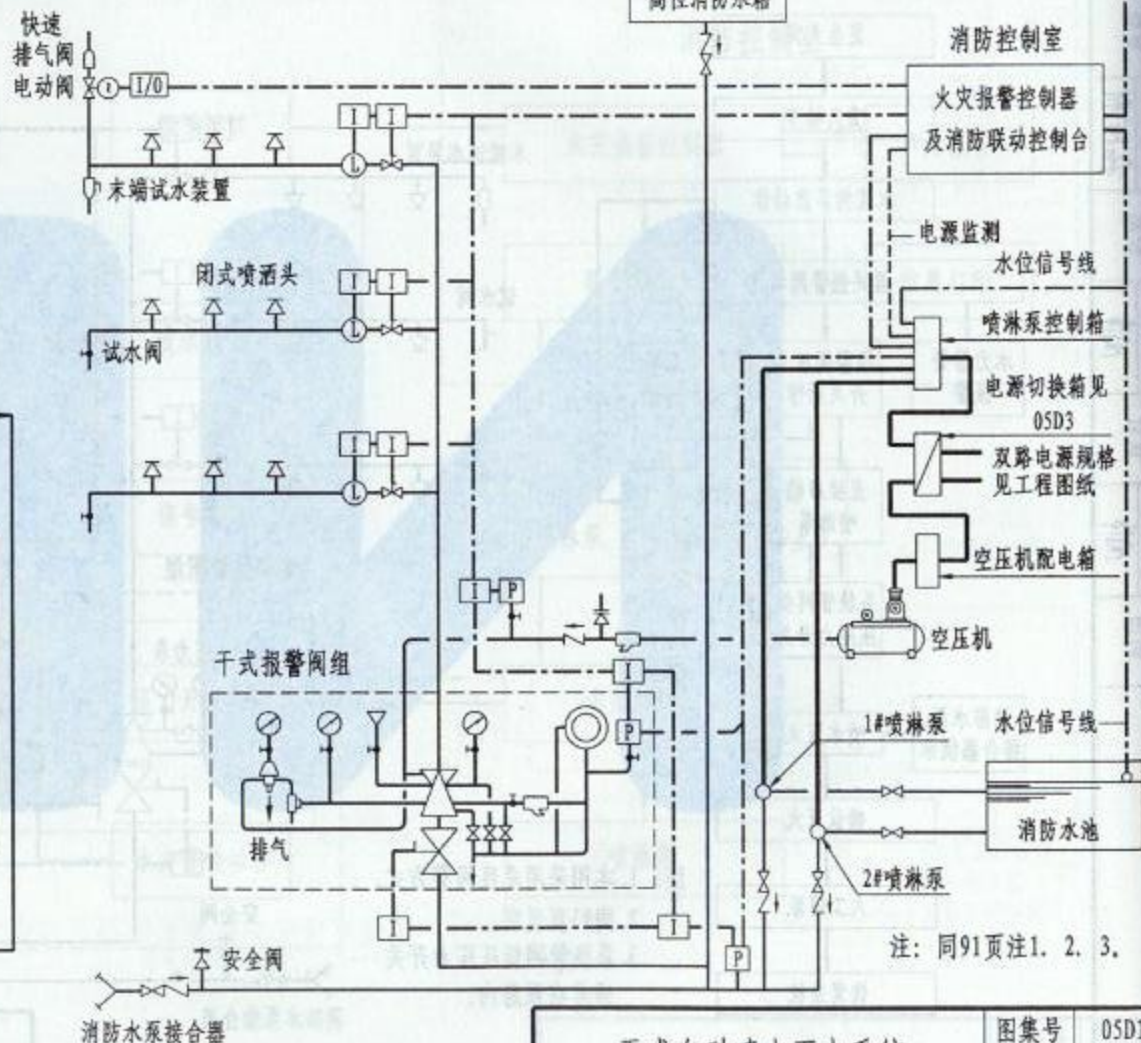 高位消防水箱
快速
排气阀
电动阀
I/O
消防控制室
火灾报警控制器
及消防联动控制台
I I
L
末端试水装置
电源监测
水位信号线
闭式喷洒头
I I
L
试水阀
喷淋泵控制箱
电源切换箱见
05D3
I I
L
双路电源规格
见工程图纸
空压机配电箱
I P
空压机
干式报警阀组
I
P
1#喷淋泵
水位信号线
排气
消防水池
2#喷淋泵
I
I
P
注: 同91页注1. 2. 3.
安全阀
消防水泵接合器
图集号